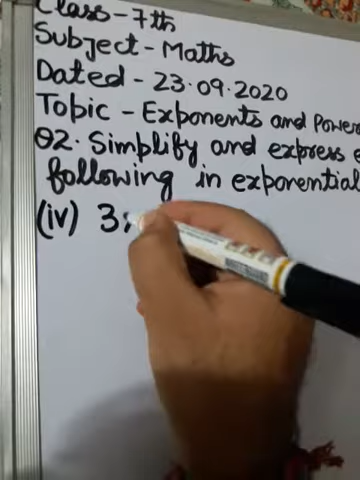 Class-7th
Subject-Maths
Dated-23.09.2020
Topic-Exponents and Power
Q2. Simplify and express e
following in exponential
(iv) 3